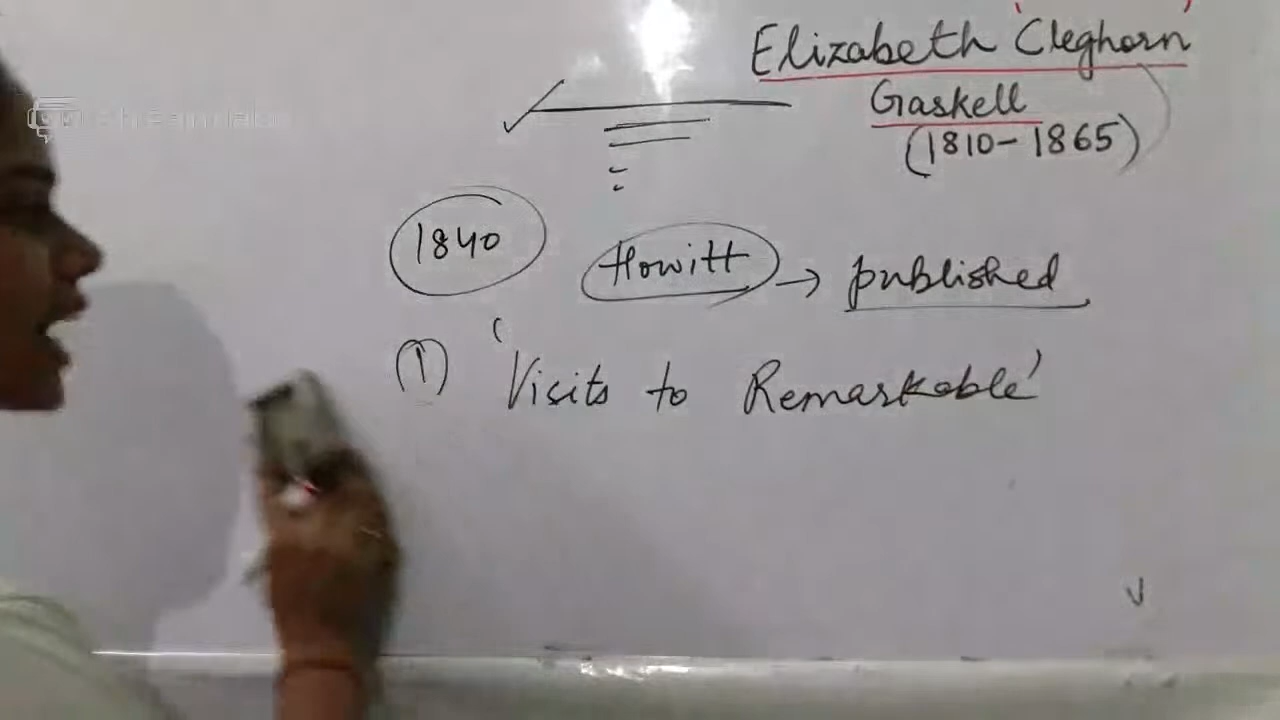 Elizabeth 'Cleghorn'
Gaskell
(1810-1865)
1840
Howitt → published
① 'Visits to Remarkable'